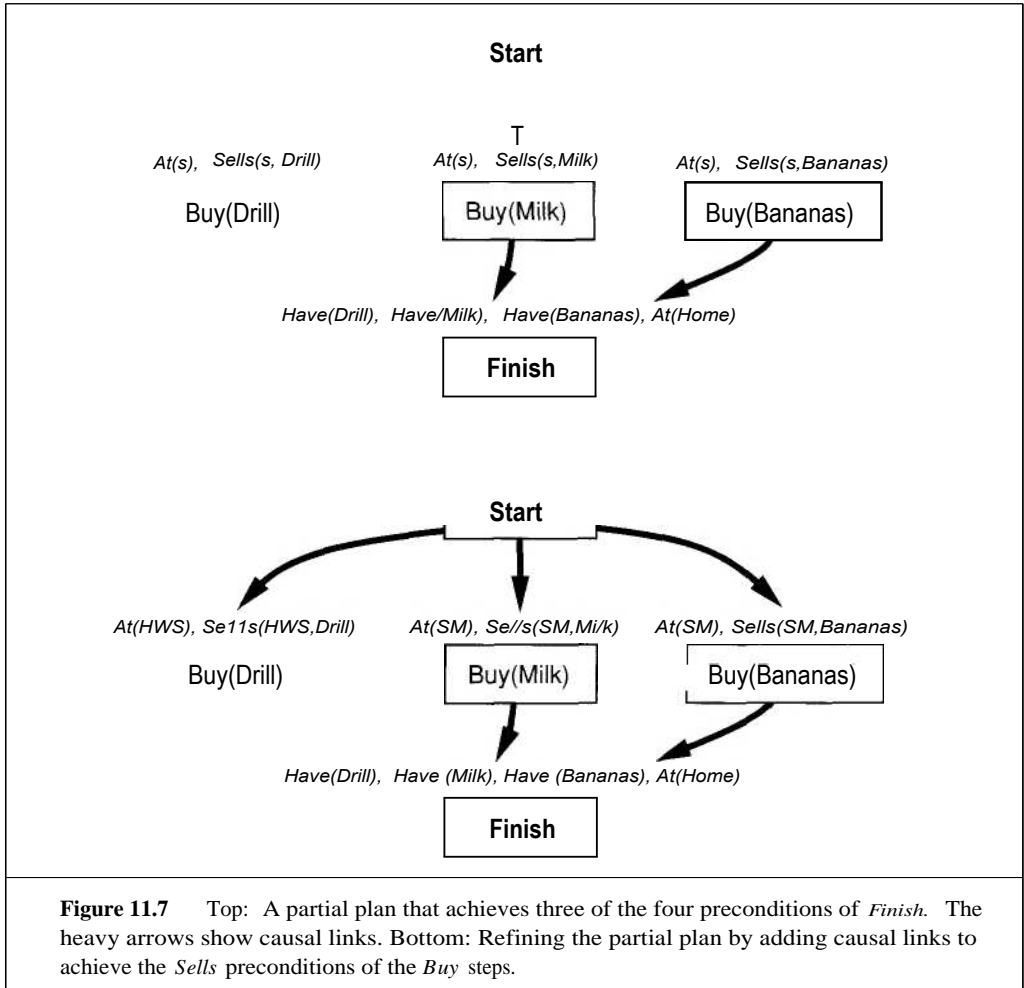 Start
T
At(s), Sells(s, Drill) At(s), Sells(s,Milk) At(s), Sells(s,Bananas)
Buy(Drill) Buy(Milk) Buy(Bananas)
Have(Drill), Have/Milk), Have(Bananas), At(Home)
Finish
Start
At(HWS), Se11s(HWS,Drill) At(SM), Se//s(SM,Mi/k) At(SM), Sells(SM,Bananas)
Buy(Drill) Buy(Milk) Buy(Bananas)
Have(Drill), Have (Milk), Have (Bananas), At(Home)
Finish
Figure 11.7 Top: A partial plan that achieves three of the four preconditions of Finish. The
heavy arrows show causal links. Bottom: Refining the partial plan by adding causal links to
achieve the Sells preconditions of the Buy steps.